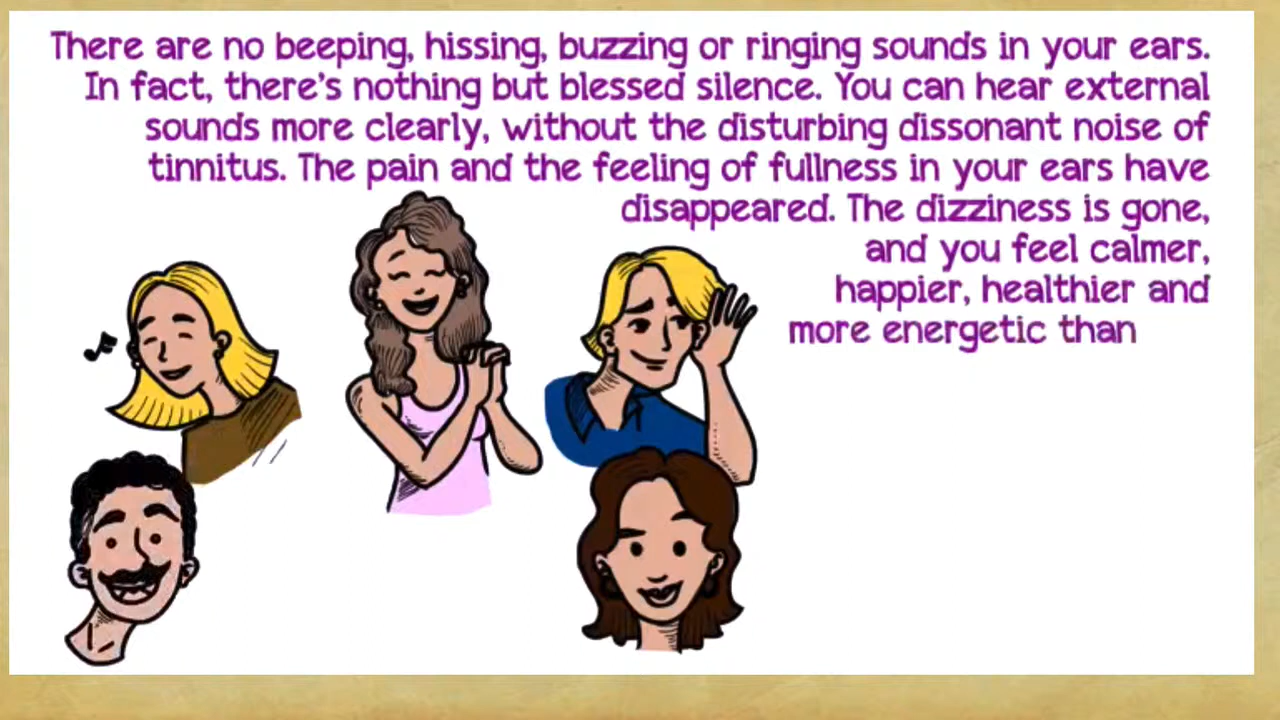 There are no beeping, hissing, buzzing or ringing sounds in your ears.
In fact, there's nothing but blessed silence. You can hear external
sounds more clearly, without the disturbing dissonant noise of
tinnitus. The pain and the feeling of fullness in your ears have
disappeared. The dizziness is gone,
and you feel calmer,
happier, healthier and
more energetic than